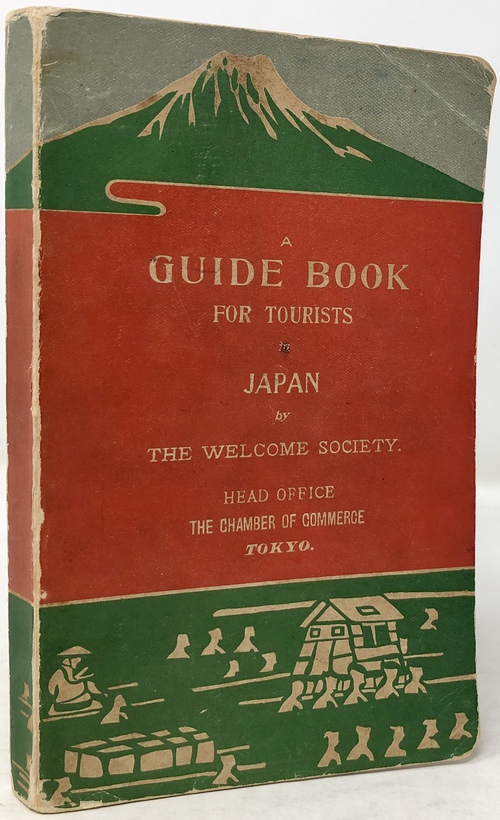 A
GUIDE BOOK
FOR TOURISTS
in
JAPAN
by
THE WELCOME SOCIETY.
HEAD OFFICE
THE CHAMBER OF COMMERCE
TOKYO.